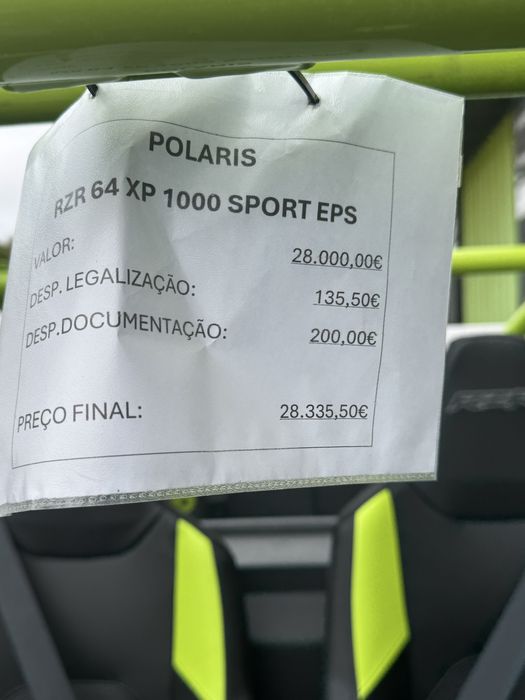 POLARIS
RZR 64 XP 1000 SPORT EPS
VALOR: 28.000,00€
DESP. LEGALIZAÇÃO: 135,50€
DESP.DOCUMENTAÇÃO: 200,00€
PREÇO FINAL: 28.335,50€